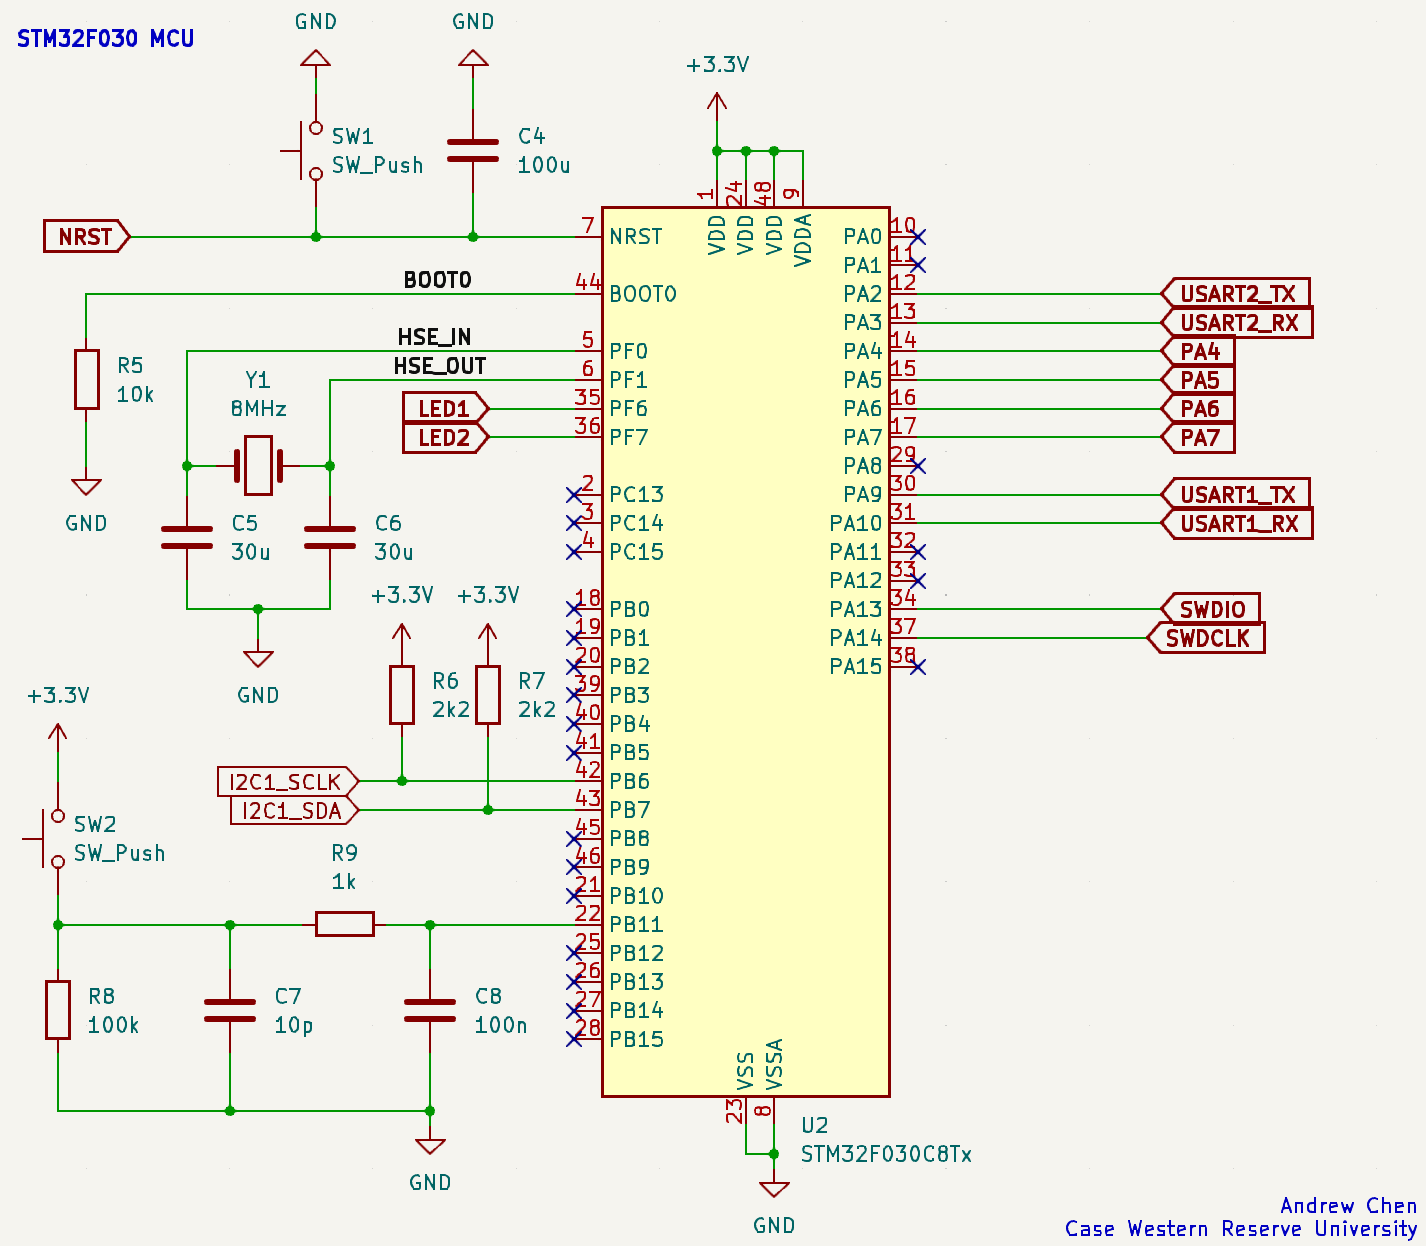 STM32F030 MCU
GND
GND
+3.3V
SW1
SW_Push
C4
100u
NRST
BOOT0
HSE_IN
HSE_OUT
R5
10k
GND
Y1
8MHz
LED1
LED2
C5
30u
C6
30u
GND
+3.3V
+3.3V
R6
2k2
R7
2k2
I2C1_SCLK
I2C1_SDA
+3.3V
SW2
SW_Push
R9
1k
R8
100k
C7
10p
C8
100n
GND
1 VDD
24 VDD
48 VDD
9 VDDA
7 NRST
44 BOOT0
5 PF0
6 PF1
35 PF6
36 PF7
2 PC13
3 PC14
4 PC15
18 PB0
19 PB1
20 PB2
39 PB3
40 PB4
41 PB5
42 PB6
43 PB7
45 PB8
46 PB9
21 PB10
22 PB11
25 PB12
26 PB13
27 PB14
28 PB15
PA0 10
PA1 11
PA2 12 USART2_TX
PA3 13 USART2_RX
PA4 14 PA4
PA5 15 PA5
PA6 16 PA6
PA7 17 PA7
PA8 29
PA9 30 USART1_TX
PA10 31 USART1_RX
PA11 32
PA12 33
PA13 34 SWDIO
PA14 37 SWDCLK
PA15 38
VSS 23
VSSA 8
U2
STM32F030C8Tx
GND
Andrew Chen
Case Western Reserve University